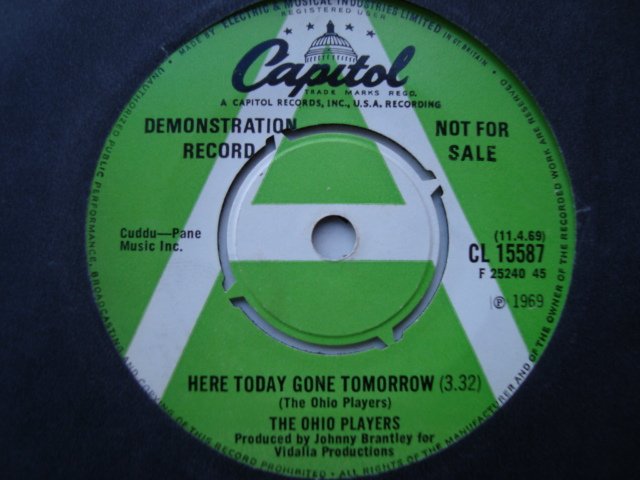 MADE BY ELECTRIC & MUSICAL INDUSTRIES LIMITED IN GT. BRITAIN •
REGISTERED USER
Capitol
TRADE MARKS REGD.
A CAPITOL RECORDS, INC., U.S.A. RECORDING
DEMONSTRATION
RECORD
NOT FOR
SALE
Cuddu—Pane
Music Inc.
(11.4.69)
CL 15587
F 25240 45
Ⓟ 1969
HERE TODAY GONE TOMORROW (3.32)
(The Ohio Players)
THE OHIO PLAYERS
Produced by Johnny Brantley for
Vidalia Productions
UNAUTHORIZED PUBLIC PERFORMANCE, BROADCASTING AND COPYING OF THIS RECORD PROHIBITED • ALL RIGHTS OF THE MANUFACTURER AND OF THE OWNER OF THE RECORDED WORK ARE RESERVED